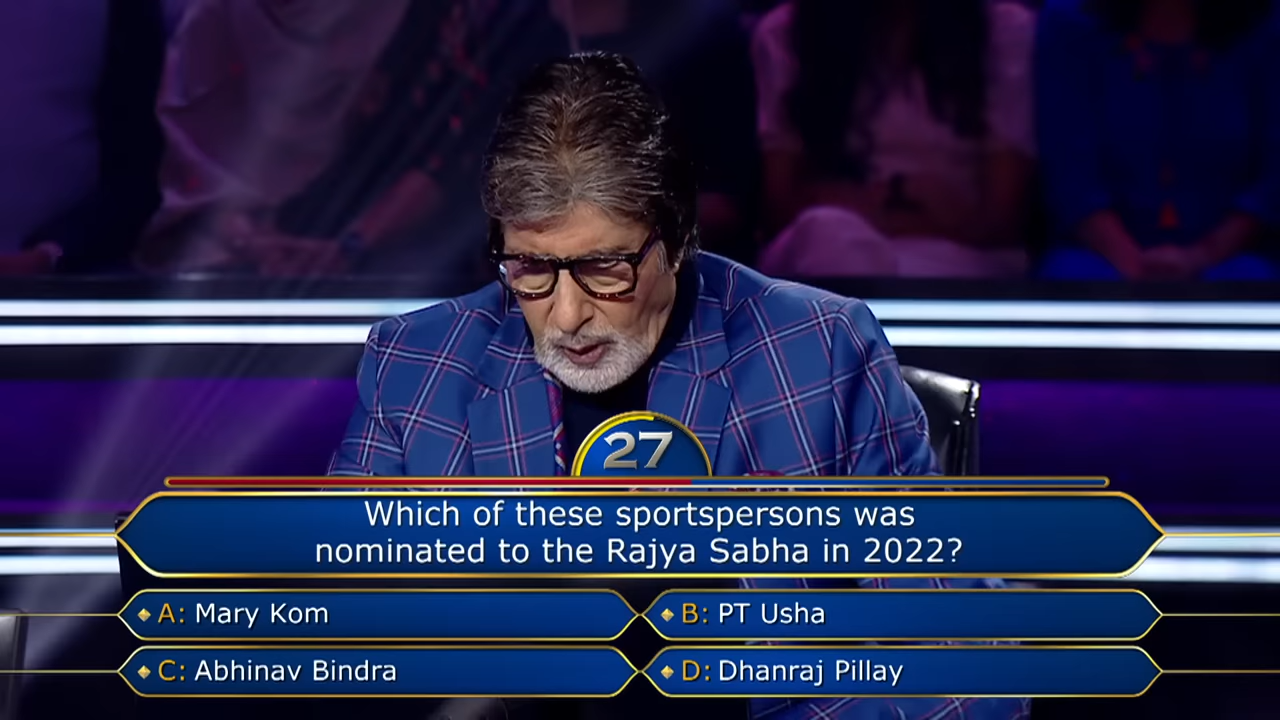 27
Which of these sportspersons was
nominated to the Rajya Sabha in 2022?
A: Mary Kom
B: PT Usha
C: Abhinav Bindra
D: Dhanraj Pillay